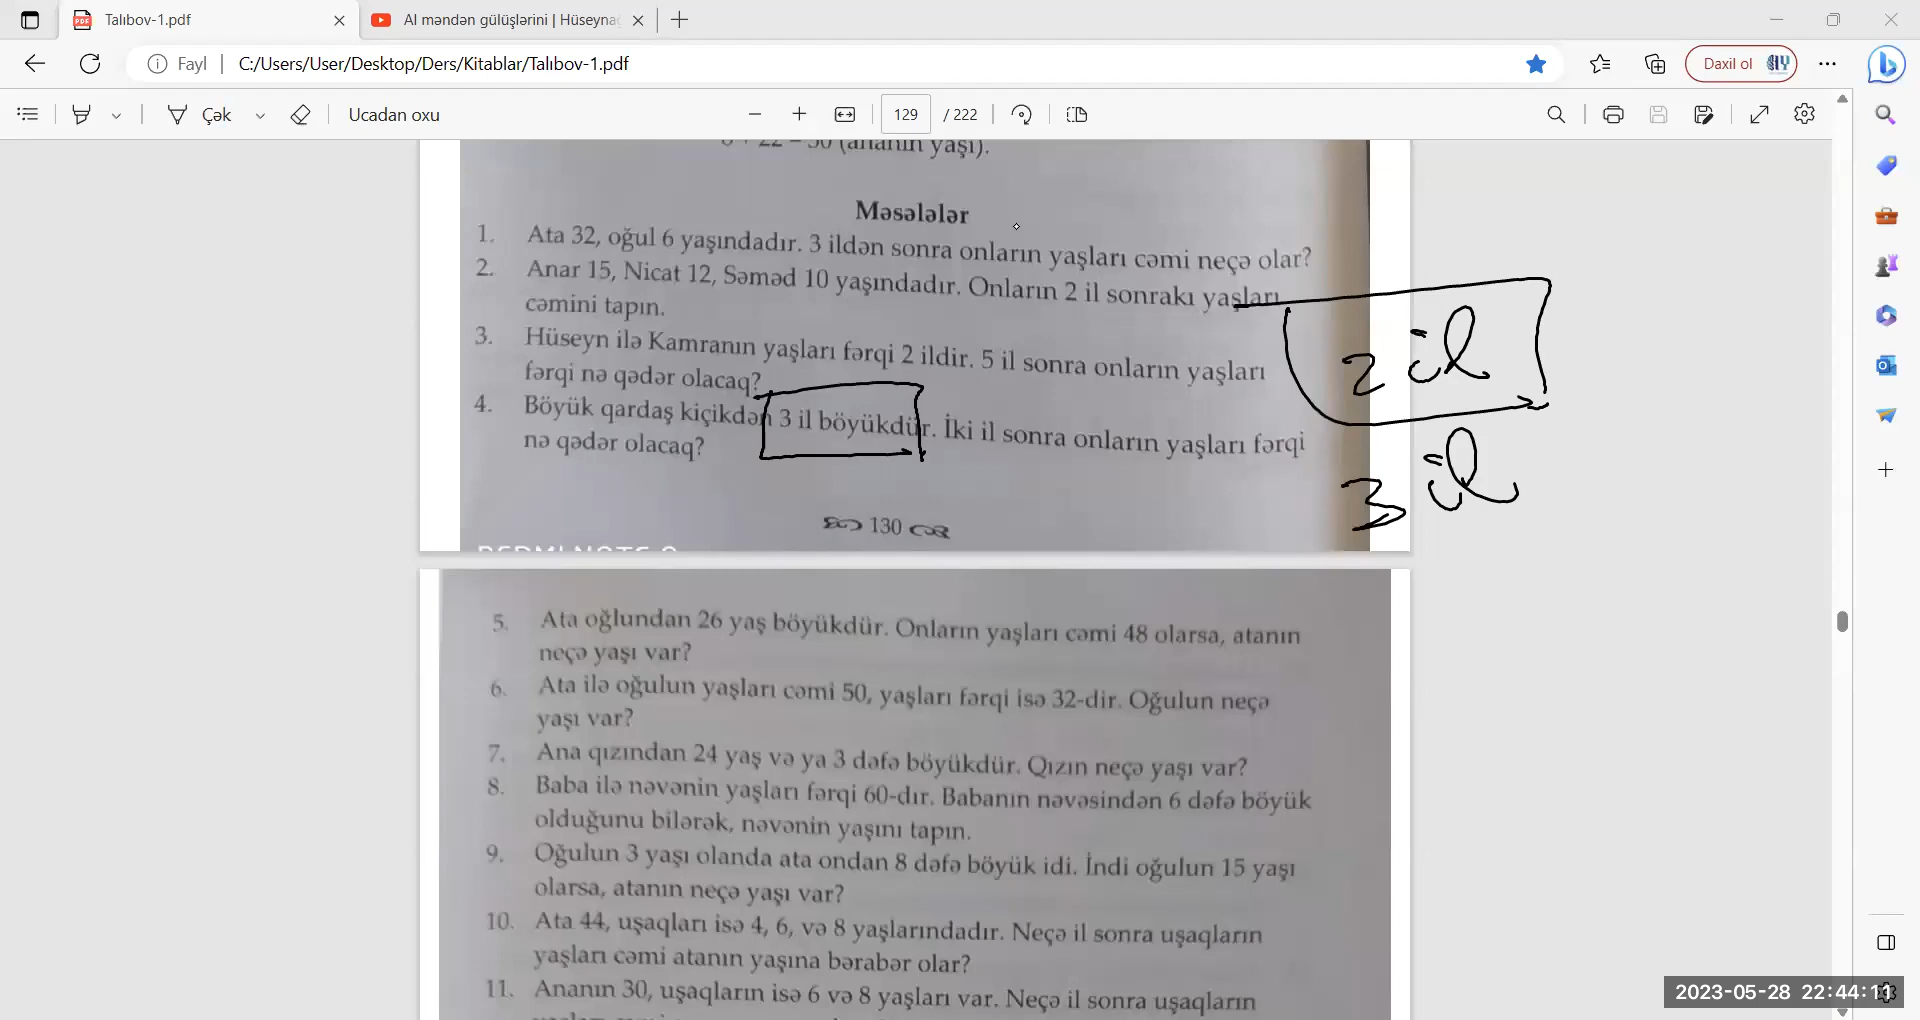 Talıbov-1.pdf
Al məndən gülüşlərini | Hüseyna
Fayl | C:/Users/User/Desktop/Ders/Kitablar/Talıbov-1.pdf
Daxil ol
Çək
Ucadan oxu
129 / 222
8 + 22 = 30 (ananın yaşı).
Məsələlər
1. Ata 32, oğul 6 yaşındadır. 3 ildən sonra onların yaşları cəmi neçə olar?
2. Anar 15, Nicat 12, Səməd 10 yaşındadır. Onların 2 il sonrakı yaşları
cəmini tapın.
3. Hüseyn ilə Kamranın yaşları fərqi 2 ildir. 5 il sonra onların yaşları
fərqi nə qədər olacaq?
2 il
4. Böyük qardaş kiçikdən 3 il böyükdür. İki il sonra onların yaşları fərqi
nə qədər olacaq?
3 il
130
REDMI NOTE
5. Ata oğlundan 26 yaş böyükdür. Onların yaşları cəmi 48 olarsa, atanın
neçə yaşı var?
6. Ata ilə oğulun yaşları cəmi 50, yaşları fərqi isə 32-dir. Oğulun neçə
yaşı var?
7. Ana qızından 24 yaş və ya 3 dəfə böyükdür. Qızın neçə yaşı var?
8. Baba ilə nəvənin yaşları fərqi 60-dır. Babanın nəvəsindən 6 dəfə böyük
olduğunu bilərək, nəvənin yaşını tapın.
9. Oğulun 3 yaşı olanda ata ondan 8 dəfə böyük idi. İndi oğulun 15 yaşı
olarsa, atanın neçə yaşı var?
10. Ata 44, uşaqları isə 4, 6, və 8 yaşlarındadır. Neçə il sonra uşaqların
yaşları cəmi atanın yaşına bərabər olar?
11. Ananın 30, uşaqların isə 6 və 8 yaşları var. Neçə il sonra uşaqların
2023-05-28 22:44:11